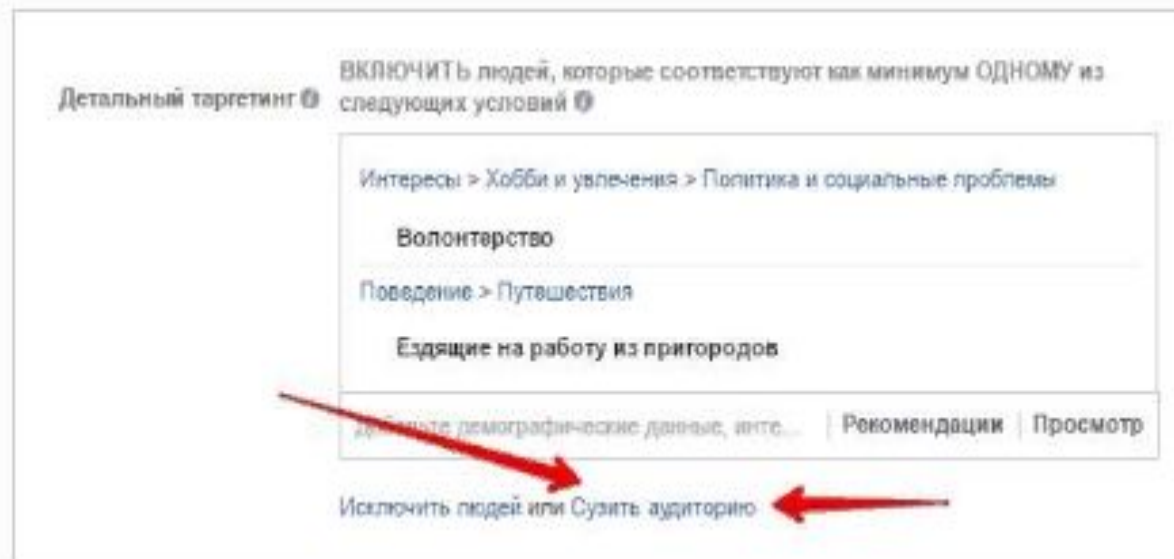 ВКЛЮЧИТЬ людей, которые соответствуют как минимум ОДНОМУ из
Детальный таргетинг следующих условий
Интересы > Хобби и увлечения > Политика и социальные проблемы
Волонтерство
Поведение > Путешествия
Ездящие на работу из пригородов
Добавьте демографические данные, инте... | Рекомендации | Просмотр
Исключить людей или Сузить аудиторию